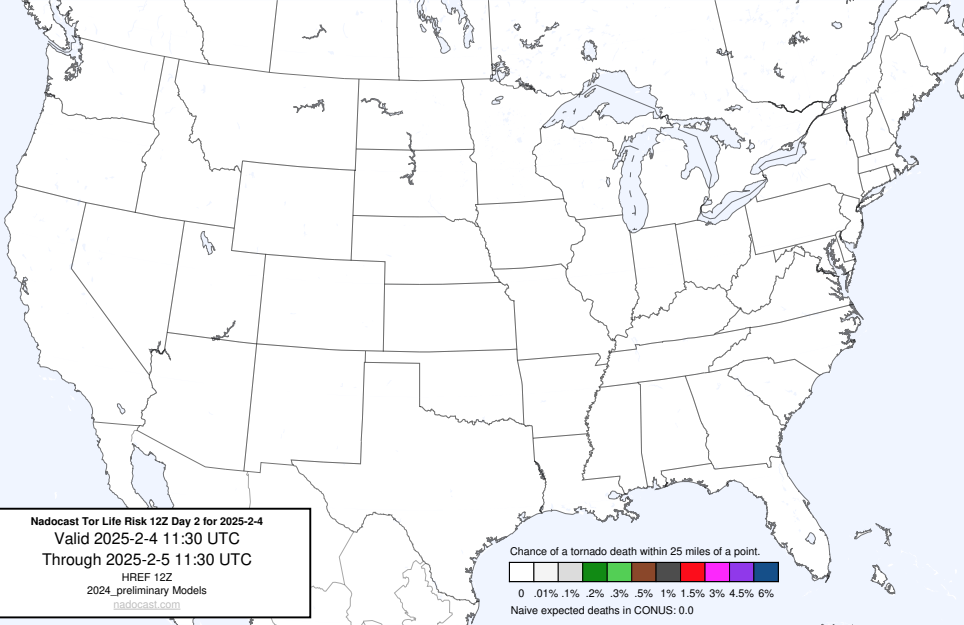 Nadocast Tor Life Risk 12Z Day 2 for 2025-2-4
Valid 2025-2-4 11:30 UTC
Through 2025-2-5 11:30 UTC
HREF 12Z
2024_preliminary Models
nadocast.com
Chance of a tornado death within 25 miles of a point.
0 .01% .1% .2% .3% .5% 1% 1.5% 3% 4.5% 6%
Naive expected deaths in CONUS: 0.0